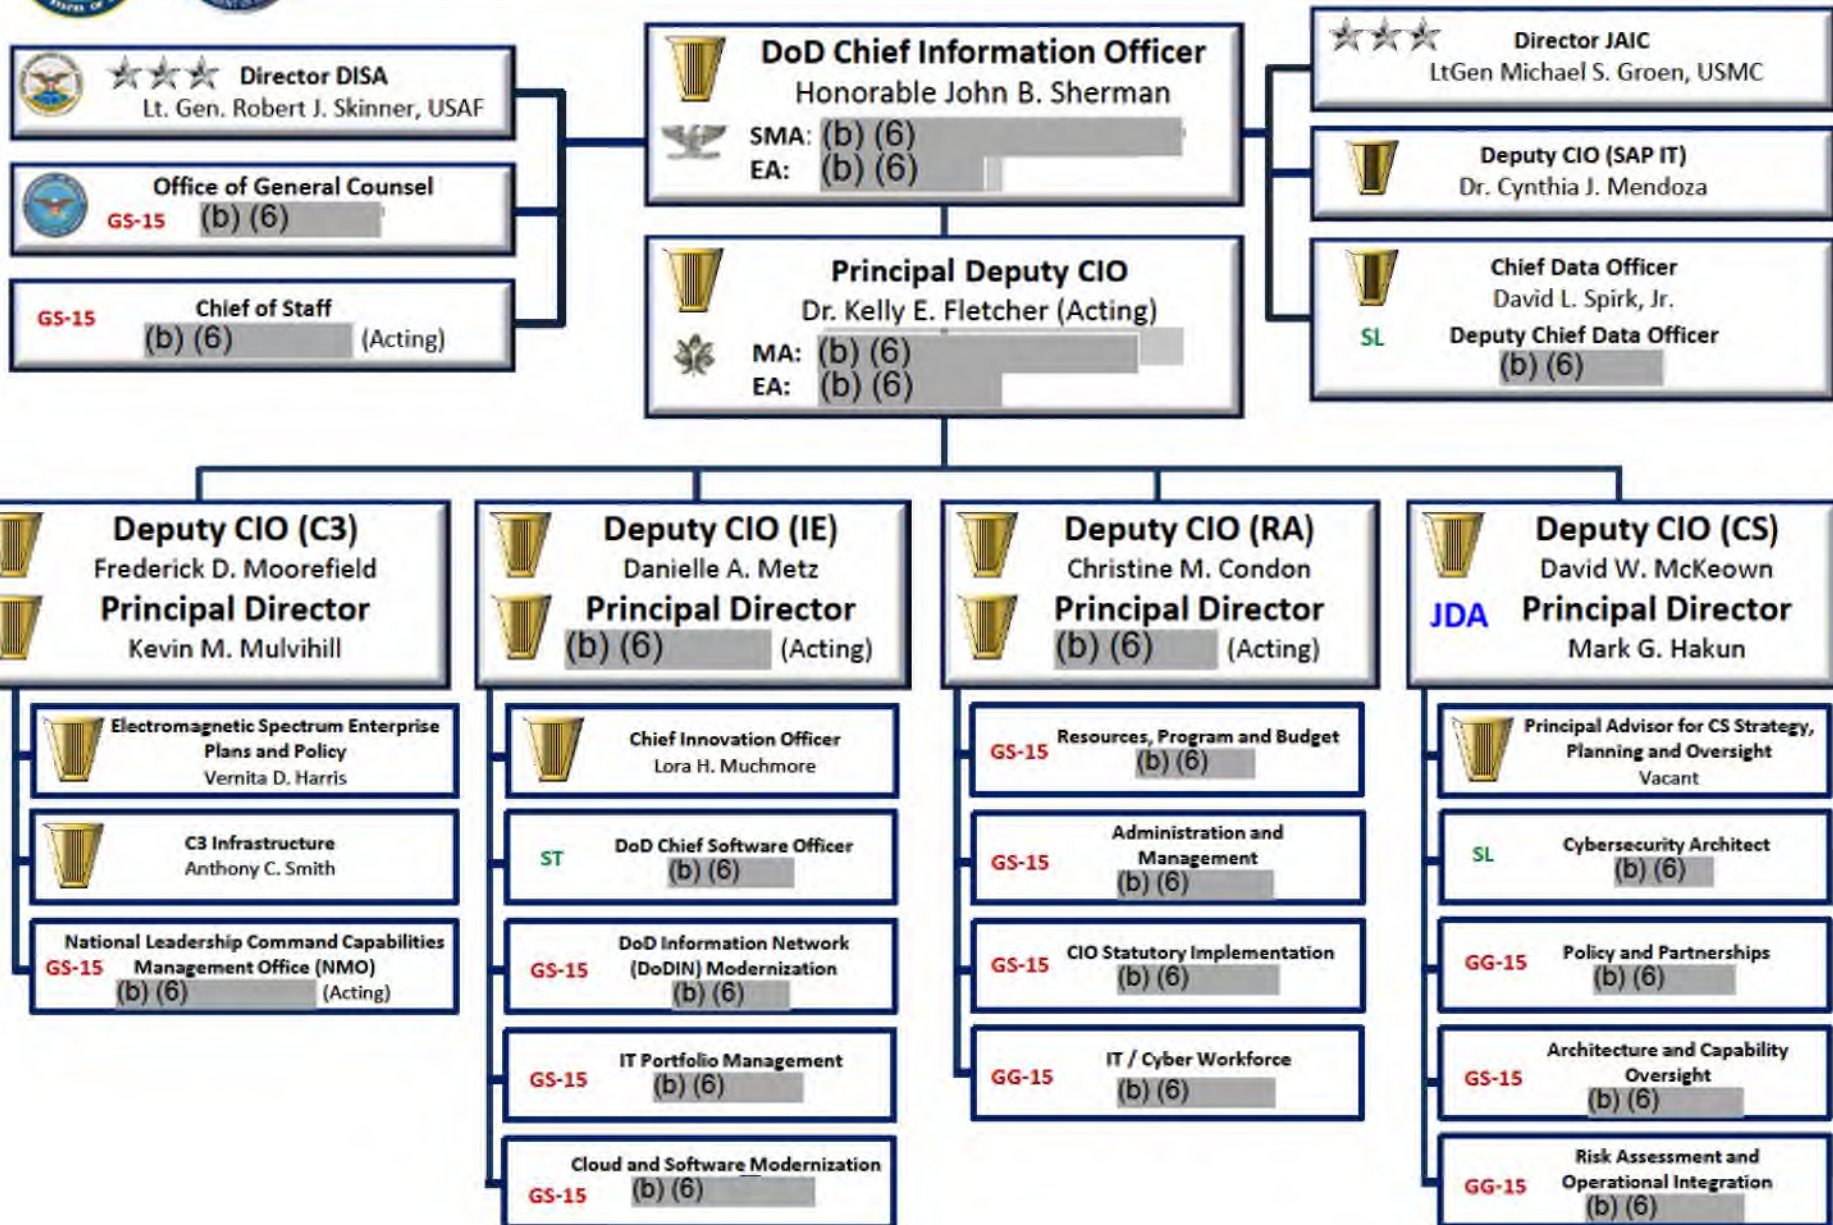 DoD Chief Information Officer
Honorable John B. Sherman
SMA: (b) (6)
EA: (b) (6)
Director DISA
Lt. Gen. Robert J. Skinner, USAF
Office of General Counsel
GS-15 (b) (6)
Chief of Staff
GS-15
(b) (6) (Acting)
Director JAIC
LtGen Michael S. Groen, USMC
Deputy CIO (SAP IT)
Dr. Cynthia J. Mendoza
Chief Data Officer
David L. Spirk, Jr.
SL Deputy Chief Data Officer
(b) (6)
Principal Deputy CIO
Dr. Kelly E. Fletcher (Acting)
MA: (b) (6)
EA: (b) (6)
Deputy CIO (C3)
Frederick D. Moorefield
Principal Director
Kevin M. Mulvihill
Electromagnetic Spectrum Enterprise
Plans and Policy
Vernita D. Harris
C3 Infrastructure
Anthony C. Smith
National Leadership Command Capabilities
GS-15 Management Office (NMO)
(b) (6) (Acting)
Deputy CIO (IE)
Danielle A. Metz
Principal Director
(b) (6) (Acting)
Chief Innovation Officer
Lora H. Muchmore
ST DoD Chief Software Officer
(b) (6)
DoD Information Network
GS-15 (DoDIN) Modernization
(b) (6)
IT Portfolio Management
GS-15 (b) (6)
Cloud and Software Modernization
GS-15 (b) (6)
Deputy CIO (RA)
Christine M. Condon
Principal Director
(b) (6) (Acting)
Resources, Program and Budget
GS-15 (b) (6)
Administration and
GS-15 Management
(b) (6)
GS-15 CIO Statutory Implementation
(b) (6)
IT / Cyber Workforce
GG-15 (b) (6)
Deputy CIO (CS)
David W. McKeown
JDA Principal Director
Mark G. Hakun
Principal Advisor for CS Strategy,
Planning and Oversight
Vacant
SL Cybersecurity Architect
(b) (6)
GG-15 Policy and Partnerships
(b) (6)
Architecture and Capability
GS-15 Oversight
(b) (6)
Risk Assessment and
GG-15 Operational Integration
(b) (6)